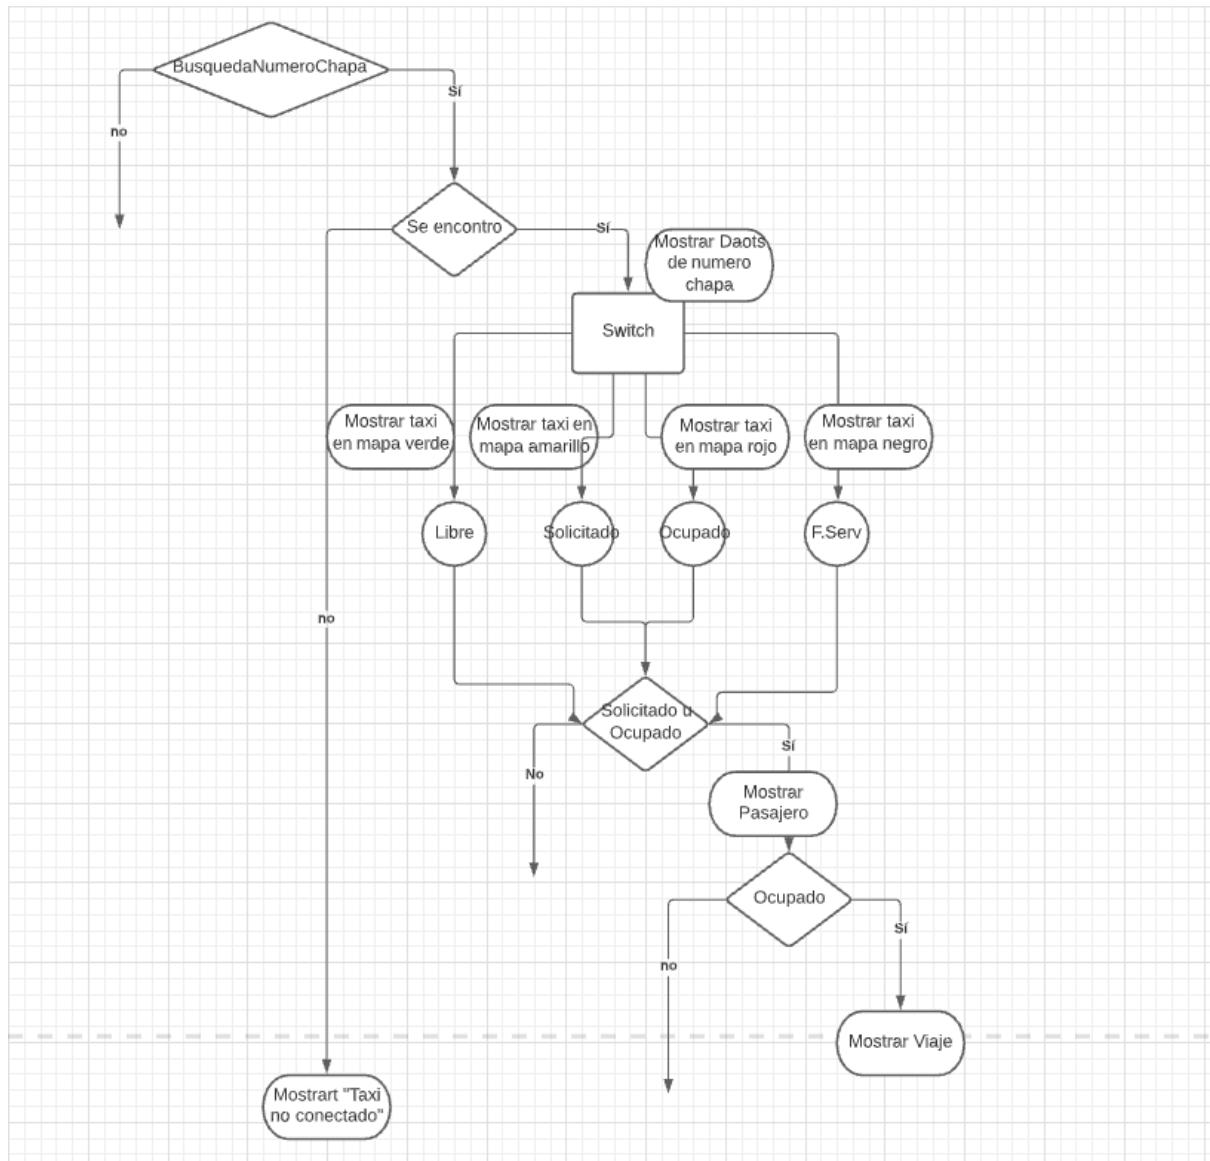 BusquedaNumeroChapa
Sí
no
Se encontro
Sí
Mostrar Daots
de numero
chapa
Switch
Mostrar taxi
en mapa verde
Mostrar taxi en
mapa amarillo
Mostrar taxi
en mapa rojo
Mostrar taxi
en mapa negro
Libre
Solicitado
Ocupado
F.Serv
no
Solicitado u
Ocupado
Sí
No
Mostrar
Pasajero
Ocupado
Sí
no
Mostrar Viaje
Mostrart "Taxi
no conectado"